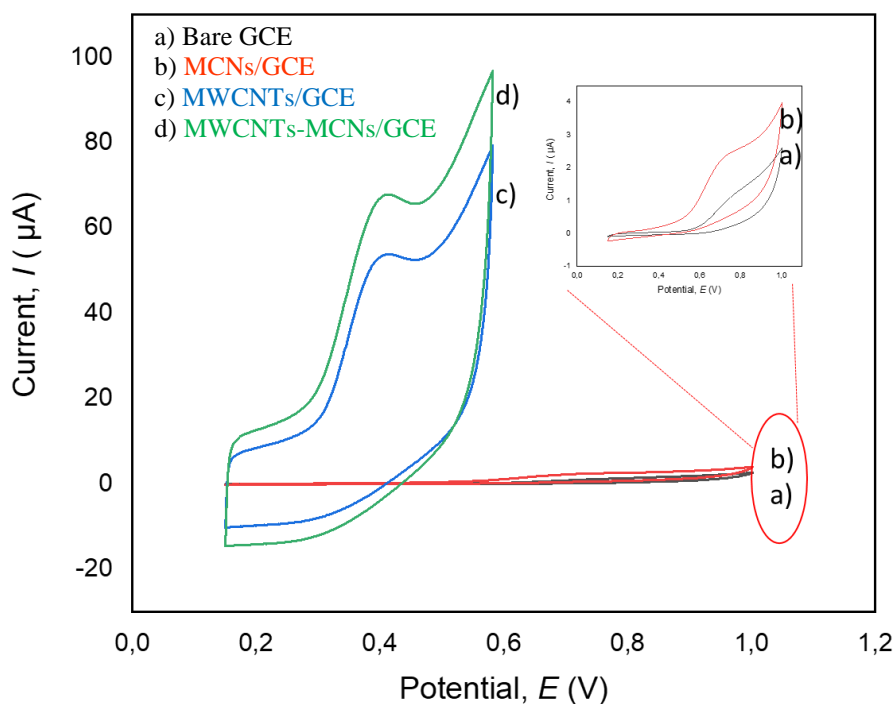 a) Bare GCE
b) MCNs/GCE
c) MWCNTs/GCE
d) MWCNTs-MCNs/GCE
100
80
60
40
20
0
-20
Current, I ( µA)
0,0 0,2 0,4 0,6 0,8 1,0 1,2
Potential, E (V)
d)
c)
4
3
2
1
0
-1
Current, I ( µA)
0,0 0,2 0,4 0,6 0,8 1,0
Potential, E (V)
b)
a)
b)
a)